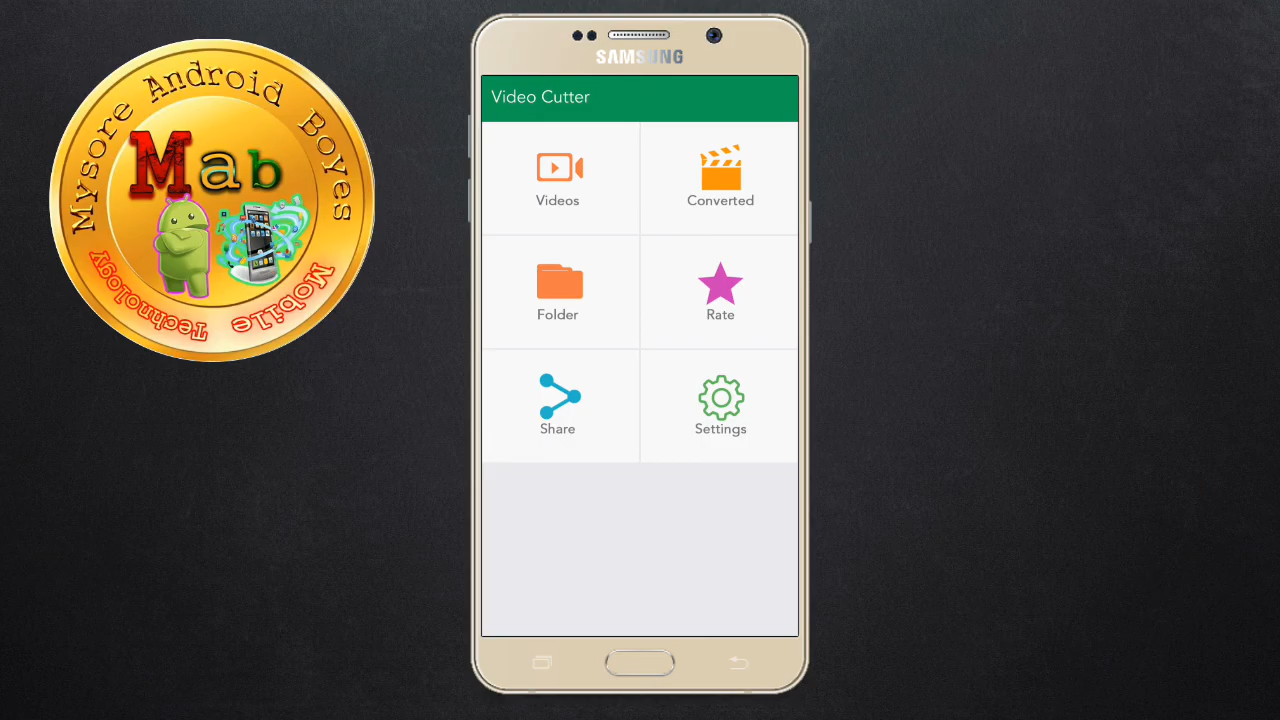 Mysore Android Boyes
Mab
Mobile Technology
SAMSUNG
Video Cutter
Videos
Converted
Folder
Rate
Share
Settings